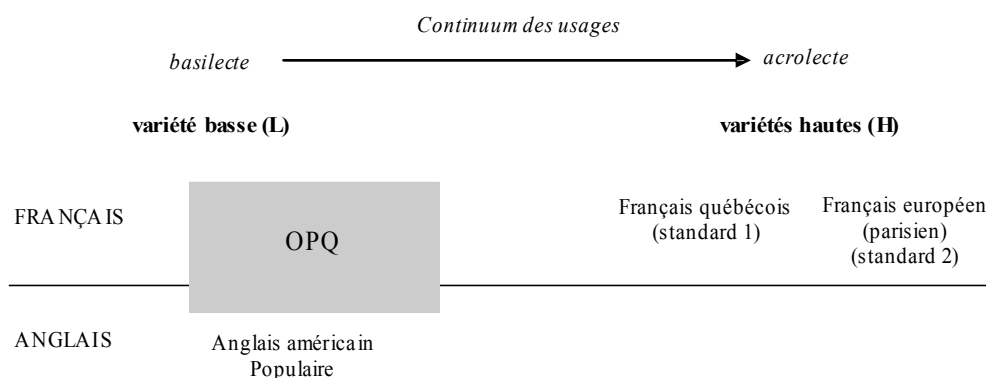 Continuum des usages
basilecte
acrolecte
variété basse (L)
variétés hautes (H)
FRANÇAIS
OPQ
Français québécois
(standard 1)
Français européen
(parisien)
(standard 2)
ANGLAIS
Anglais américain
Populaire